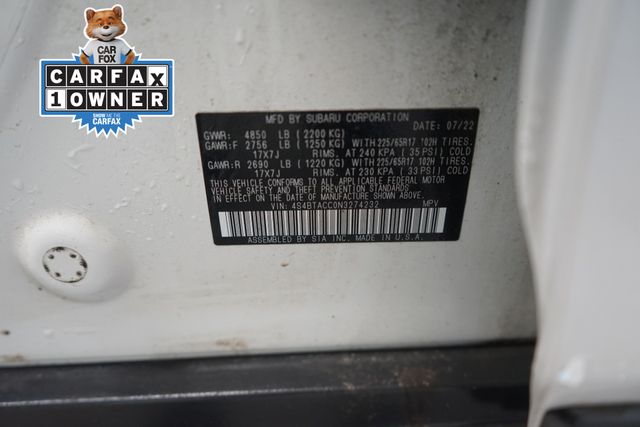 CAR
FOX
CARFAX
1 OWNER
SHOW ME THE
CARFAX
MFD BY SUBARU CORPORATION DATE: 07/22
GVWR: 4850 LB (2200 KG)
GAWR:F 2756 LB (1250 KG) WITH 225/65R17 102H TIRES.
17X7J RIMS, AT 240 KPA (35 PSI) COLD
GAWR:R 2690 LB (1220 KG) WITH 225/65R17 102H TIRES.
17X7J RIMS, AT 230 KPA (33 PSI) COLD
THIS VEHICLE CONFORMS TO ALL APPLICABLE FEDERAL MOTOR
VEHICLE SAFETY AND THEFT PREVENTION STANDARDS
IN EFFECT ON THE DATE OF MANUFACTURE SHOWN ABOVE.
VIN: 4S4BTACC0N3274232 MPV
ASSEMBLED BY SIA INC. MADE IN U.S.A.